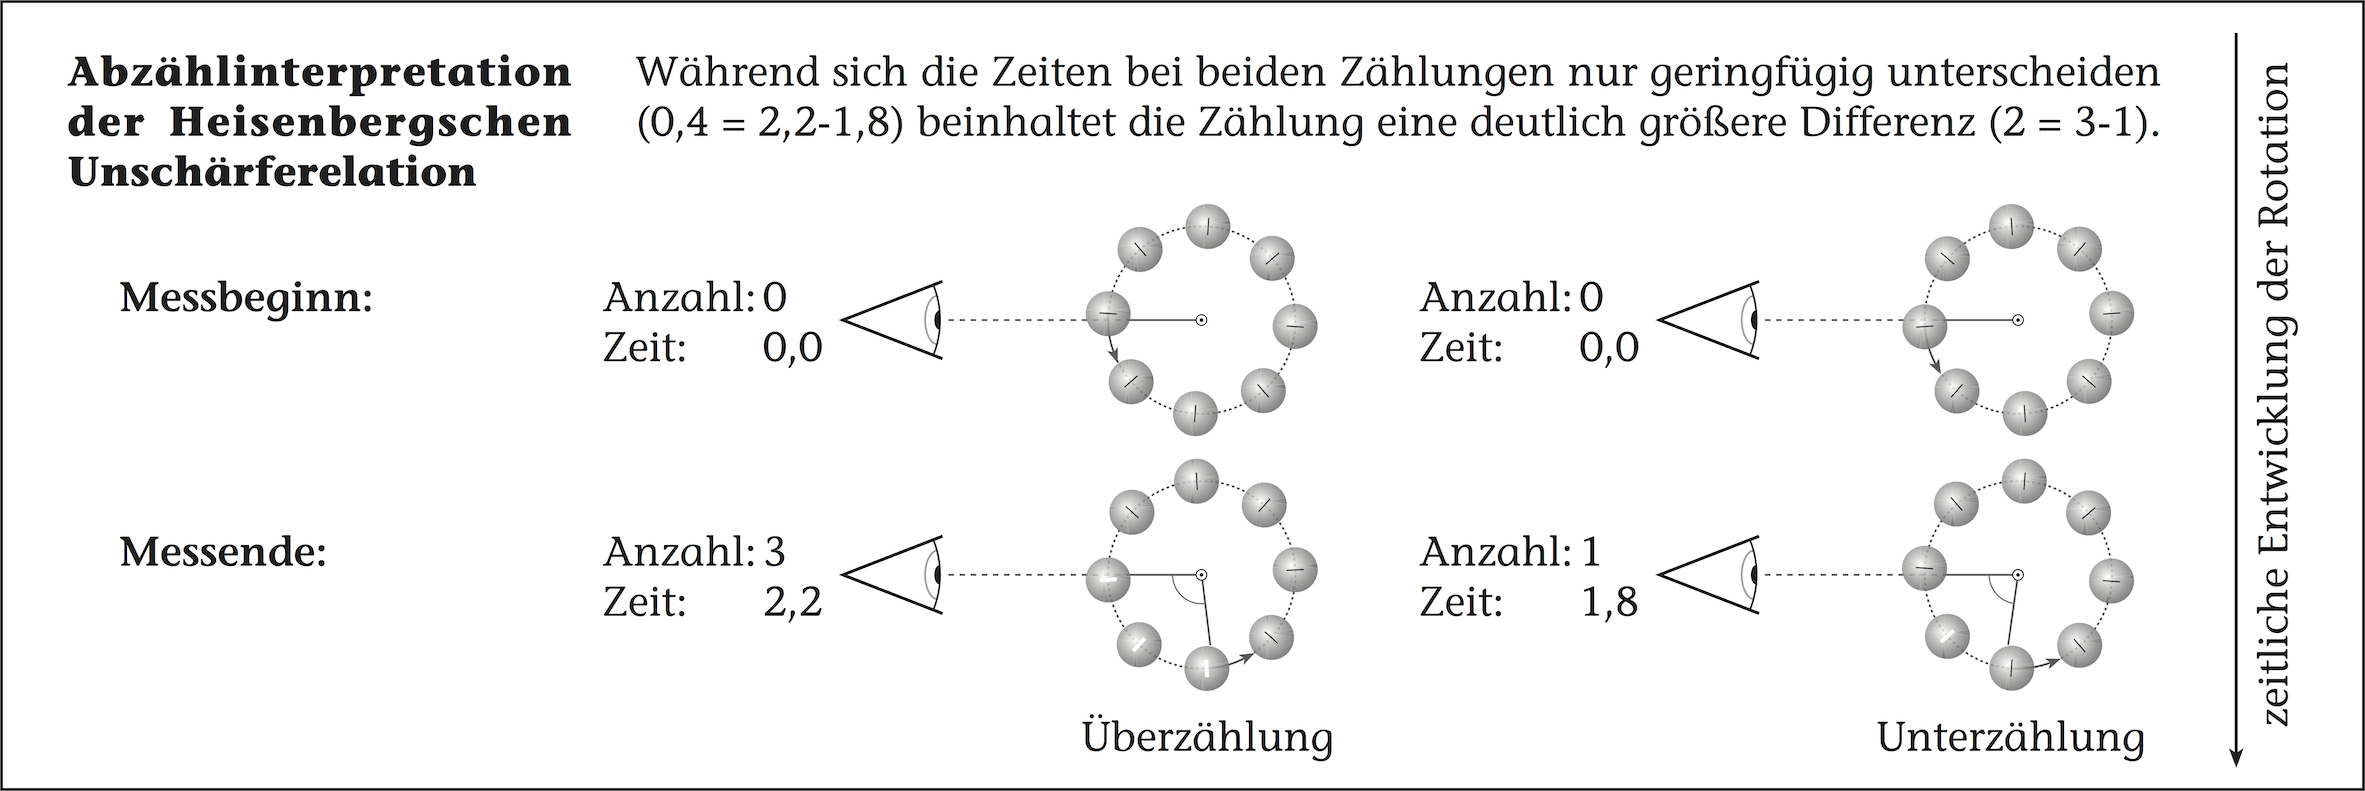 Abzählinterpretation
der Heisenbergschen
Unschärferelation
Während sich die Zeiten bei beiden Zählungen nur geringfügig unterscheiden
(0,4 = 2,2-1,8) beinhaltet die Zählung eine deutlich größere Differenz (2 = 3-1).
Messbeginn:
Anzahl: 0
Zeit: 0,0
Anzahl: 0
Zeit: 0,0
Messende:
Anzahl: 3
Zeit: 2,2
Anzahl: 1
Zeit: 1,8
Überzählung
Unterzählung
zeitliche Entwicklung der Rotation